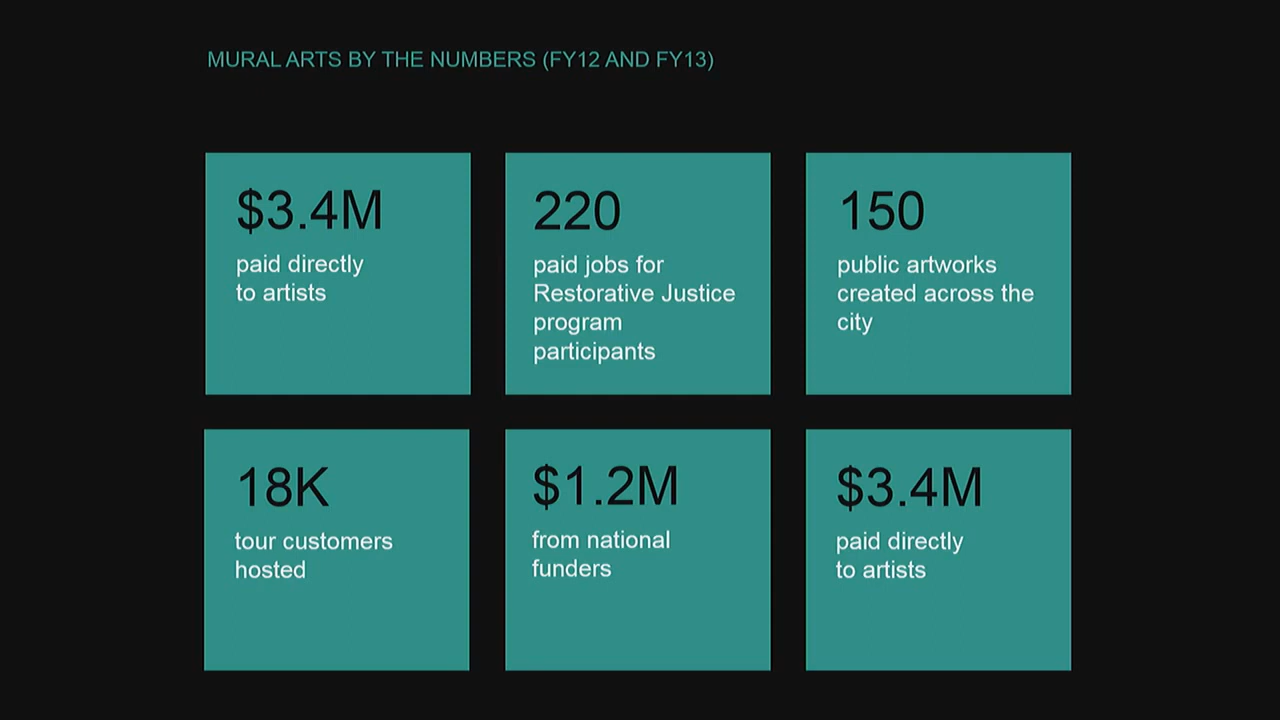 MURAL ARTS BY THE NUMBERS (FY12 AND FY13)
$3.4M
paid directly
to artists
220
paid jobs for
Restorative Justice
program
participants
150
public artworks
created across the
city
18K
tour customers
hosted
$1.2M
from national
funders
$3.4M
paid directly
to artists